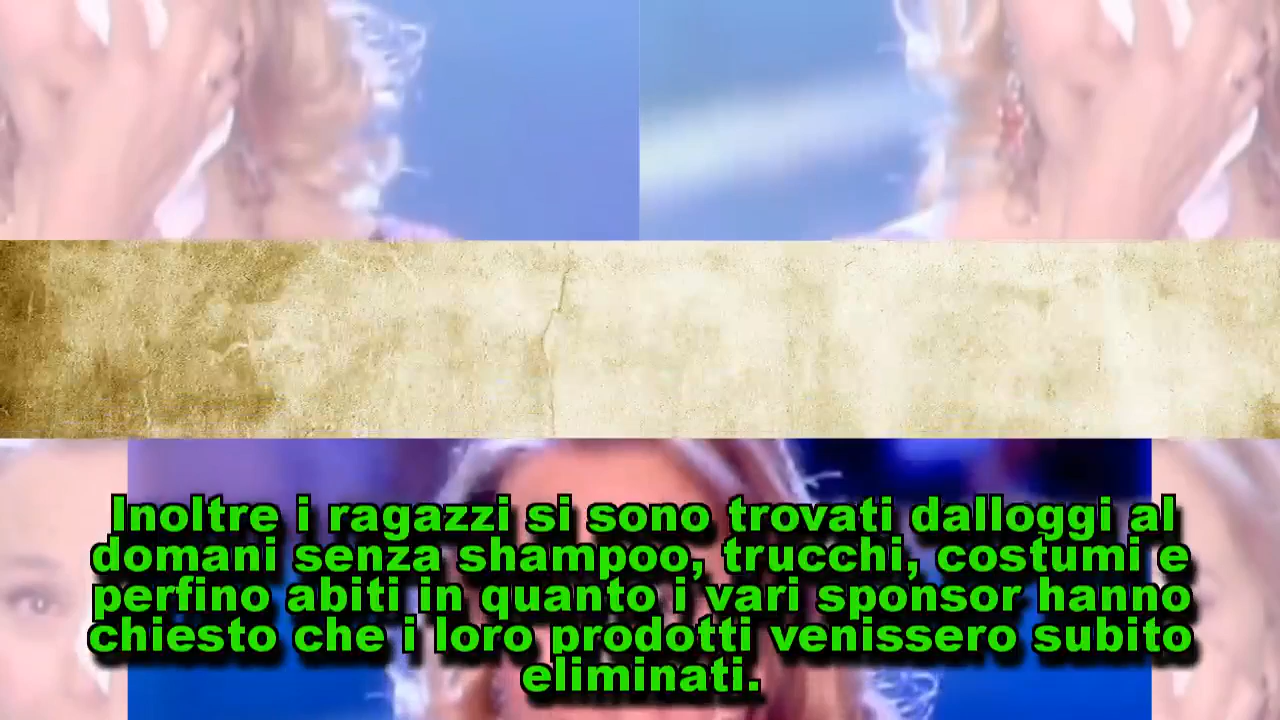 Inoltre i ragazzi si sono trovati dalloggi al
domani senza shampoo, trucchi, costumi e
perfino abiti in quanto i vari sponsor hanno
chiesto che i loro prodotti venissero subito
eliminati.